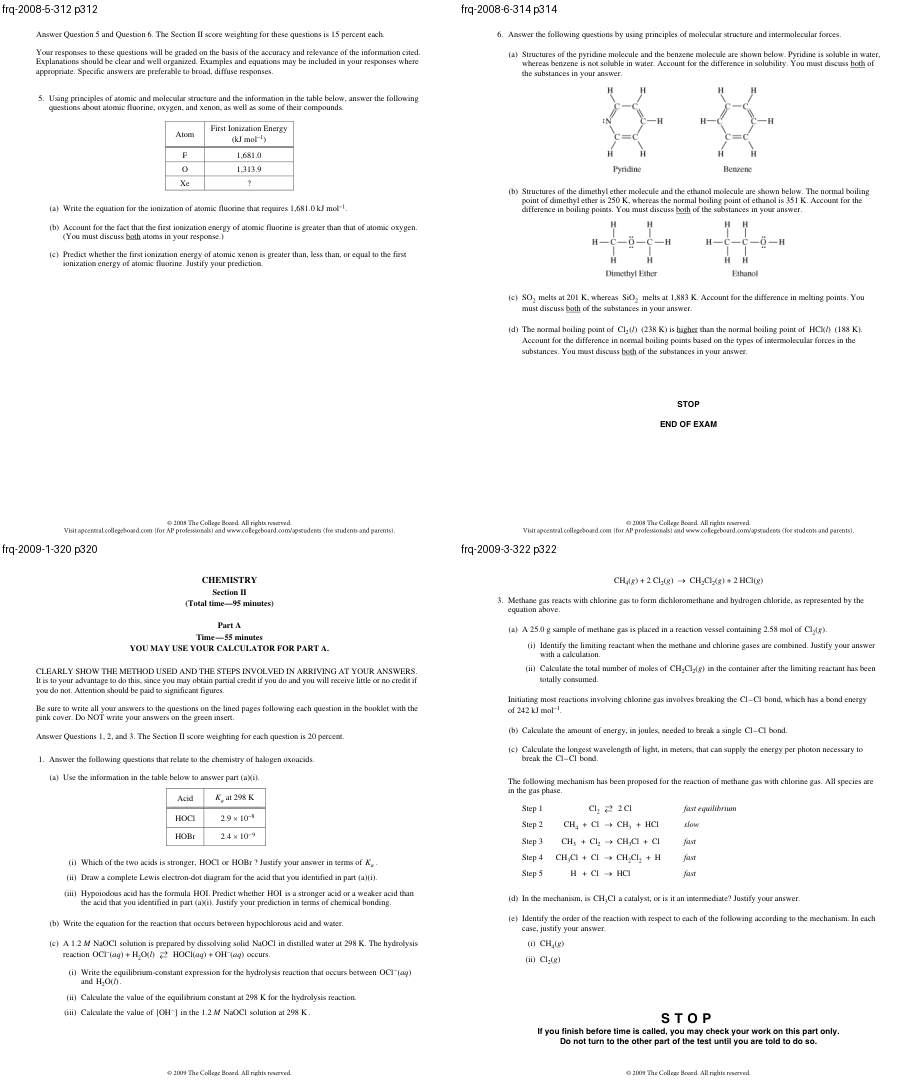 frq-2008-5-312 p312
Answer Question 5 and Question 6. The Section II score weighting for these questions is 15 percent each.
Your responses to these questions will be graded on the basis of the accuracy and relevance of the information cited.
Explanations should be clear and well organized. Examples and equations may be included in your responses where
appropriate. Specific answers are preferable to broad, diffuse responses.
5. Using principles of atomic and molecular structure and the information in the table below, answer the following
questions about atomic fluorine, oxygen, and xenon, as well as some of their compounds.
Atom First Ionization Energy
(kJ mol⁻¹)
F 1,681.0
O 1,313.9
Xe ?
(a) Write the equation for the ionization of atomic fluorine that requires 1,681.0 kJ mol⁻¹.
(b) Account for the fact that the first ionization energy of atomic fluorine is greater than that of atomic oxygen.
(You must discuss both atoms in your response.)
(c) Predict whether the first ionization energy of atomic xenon is greater than, less than, or equal to the first
ionization energy of atomic fluorine. Justify your prediction.
© 2008 The College Board. All rights reserved.
Visit apcentral.collegeboard.com (for AP professionals) and www.collegeboard.com/apstudents (for students and parents).
frq-2008-6-314 p314
6. Answer the following questions by using principles of molecular structure and intermolecular forces.
(a) Structures of the pyridine molecule and the benzene molecule are shown below. Pyridine is soluble in water,
whereas benzene is not soluble in water. Account for the difference in solubility. You must discuss both of
the substances in your answer.
H H H H
C C C C
:N C H H C C H
C C C C
H H H H
Pyridine Benzene
(b) Structures of the dimethyl ether molecule and the ethanol molecule are shown below. The normal boiling
point of dimethyl ether is 250 K, whereas the normal boiling point of ethanol is 351 K. Account for the
difference in boiling points. You must discuss both of the substances in your answer.
H H H H
H—C—O—C—H H—C—C—O—H
H H H H
Dimethyl Ether Ethanol
(c) SO₂ melts at 201 K, whereas SiO₂ melts at 1,883 K. Account for the difference in melting points. You
must discuss both of the substances in your answer.
(d) The normal boiling point of Cl₂(l) (238 K) is higher than the normal boiling point of HCl(l) (188 K).
Account for the difference in normal boiling points based on the types of intermolecular forces in the
substances. You must discuss both of the substances in your answer.
STOP
END OF EXAM
© 2008 The College Board. All rights reserved.
Visit apcentral.collegeboard.com (for AP professionals) and www.collegeboard.com/apstudents (for students and parents).
frq-2009-1-320 p320
CHEMISTRY
Section II
(Total time—95 minutes)
Part A
Time—55 minutes
YOU MAY USE YOUR CALCULATOR FOR PART A.
CLEARLY SHOW THE METHOD USED AND THE STEPS INVOLVED IN ARRIVING AT YOUR ANSWERS.
It is to your advantage to do this, since you may obtain partial credit if you do and you will receive little or no credit if
you do not. Attention should be paid to significant figures.
Be sure to write all your answers to the questions on the lined pages following each question in the booklet with the
pink cover. Do NOT write your answers on the green insert.
Answer Questions 1, 2, and 3. The Section II score weighting for each question is 20 percent.
1. Answer the following questions that relate to the chemistry of halogen oxoacids.
(a) Use the information in the table below to answer part (a)(i).
Acid Kₐ at 298 K
HOCl 2.9 × 10⁻⁸
HOBr 2.4 × 10⁻⁹
(i) Which of the two acids is stronger, HOCl or HOBr ? Justify your answer in terms of Kₐ .
(ii) Draw a complete Lewis electron-dot diagram for the acid that you identified in part (a)(i).
(iii) Hypoiodous acid has the formula HOI. Predict whether HOI is a stronger acid or a weaker acid than
the acid that you identified in part (a)(i). Justify your prediction in terms of chemical bonding.
(b) Write the equation for the reaction that occurs between hypochlorous acid and water.
(c) A 1.2 M NaOCl solution is prepared by dissolving solid NaOCl in distilled water at 298 K. The hydrolysis
reaction OCl⁻(aq) + H₂O(l) ⇄ HOCl(aq) + OH⁻(aq) occurs.
(i) Write the equilibrium-constant expression for the hydrolysis reaction that occurs between OCl⁻(aq)
and H₂O(l).
(ii) Calculate the value of the equilibrium constant at 298 K for the hydrolysis reaction.
(iii) Calculate the value of [OH⁻] in the 1.2 M NaOCl solution at 298 K .
© 2009 The College Board. All rights reserved.
frq-2009-3-322 p322
CH₄(g) + 2 Cl₂(g) → CH₂Cl₂(g) + 2 HCl(g)
3. Methane gas reacts with chlorine gas to form dichloromethane and hydrogen chloride, as represented by the
equation above.
(a) A 25.0 g sample of methane gas is placed in a reaction vessel containing 2.58 mol of Cl₂(g).
(i) Identify the limiting reactant when the methane and chlorine gases are combined. Justify your answer
with a calculation.
(ii) Calculate the total number of moles of CH₂Cl₂(g) in the container after the limiting reactant has been
totally consumed.
Initiating most reactions involving chlorine gas involves breaking the Cl–Cl bond, which has a bond energy
of 242 kJ mol⁻¹.
(b) Calculate the amount of energy, in joules, needed to break a single Cl–Cl bond.
(c) Calculate the longest wavelength of light, in meters, that can supply the energy per photon necessary to
break the Cl–Cl bond.
The following mechanism has been proposed for the reaction of methane gas with chlorine gas. All species are
in the gas phase.
Step 1 Cl₂ ⇄ 2 Cl fast equilibrium
Step 2 CH₄ + Cl → CH₃ + HCl slow
Step 3 CH₃ + Cl₂ → CH₃Cl + Cl fast
Step 4 CH₃Cl + Cl → CH₂Cl₂ + H fast
Step 5 H + Cl → HCl fast
(d) In the mechanism, is CH₃Cl a catalyst, or is it an intermediate? Justify your answer.
(e) Identify the order of the reaction with respect to each of the following according to the mechanism. In each
case, justify your answer.
(i) CH₄(g)
(ii) Cl₂(g)
STOP
If you finish before time is called, you may check your work on this part only.
Do not turn to the other part of the test until you are told to do so.
© 2009 The College Board. All rights reserved.